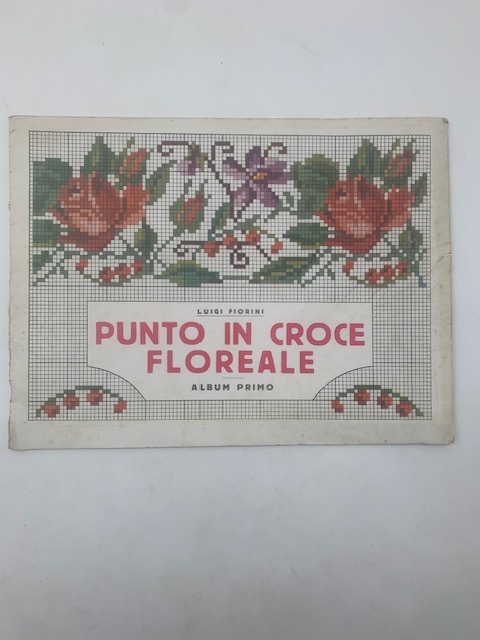 LUIGI FIORINI
PUNTO IN CROCE
FLOREALE
ALBUM PRIMO